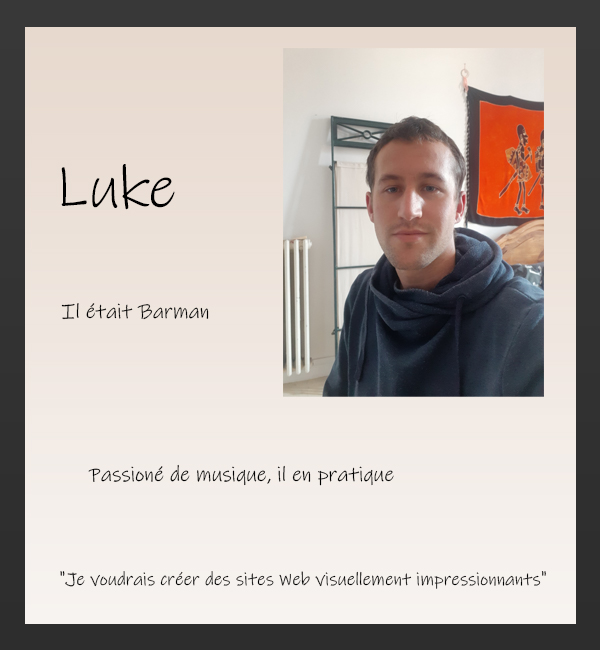 Luke
Il était Barman
Passioné de musique, il en pratique
"Je voudrais créer des sites Web visuellement impressionnants"